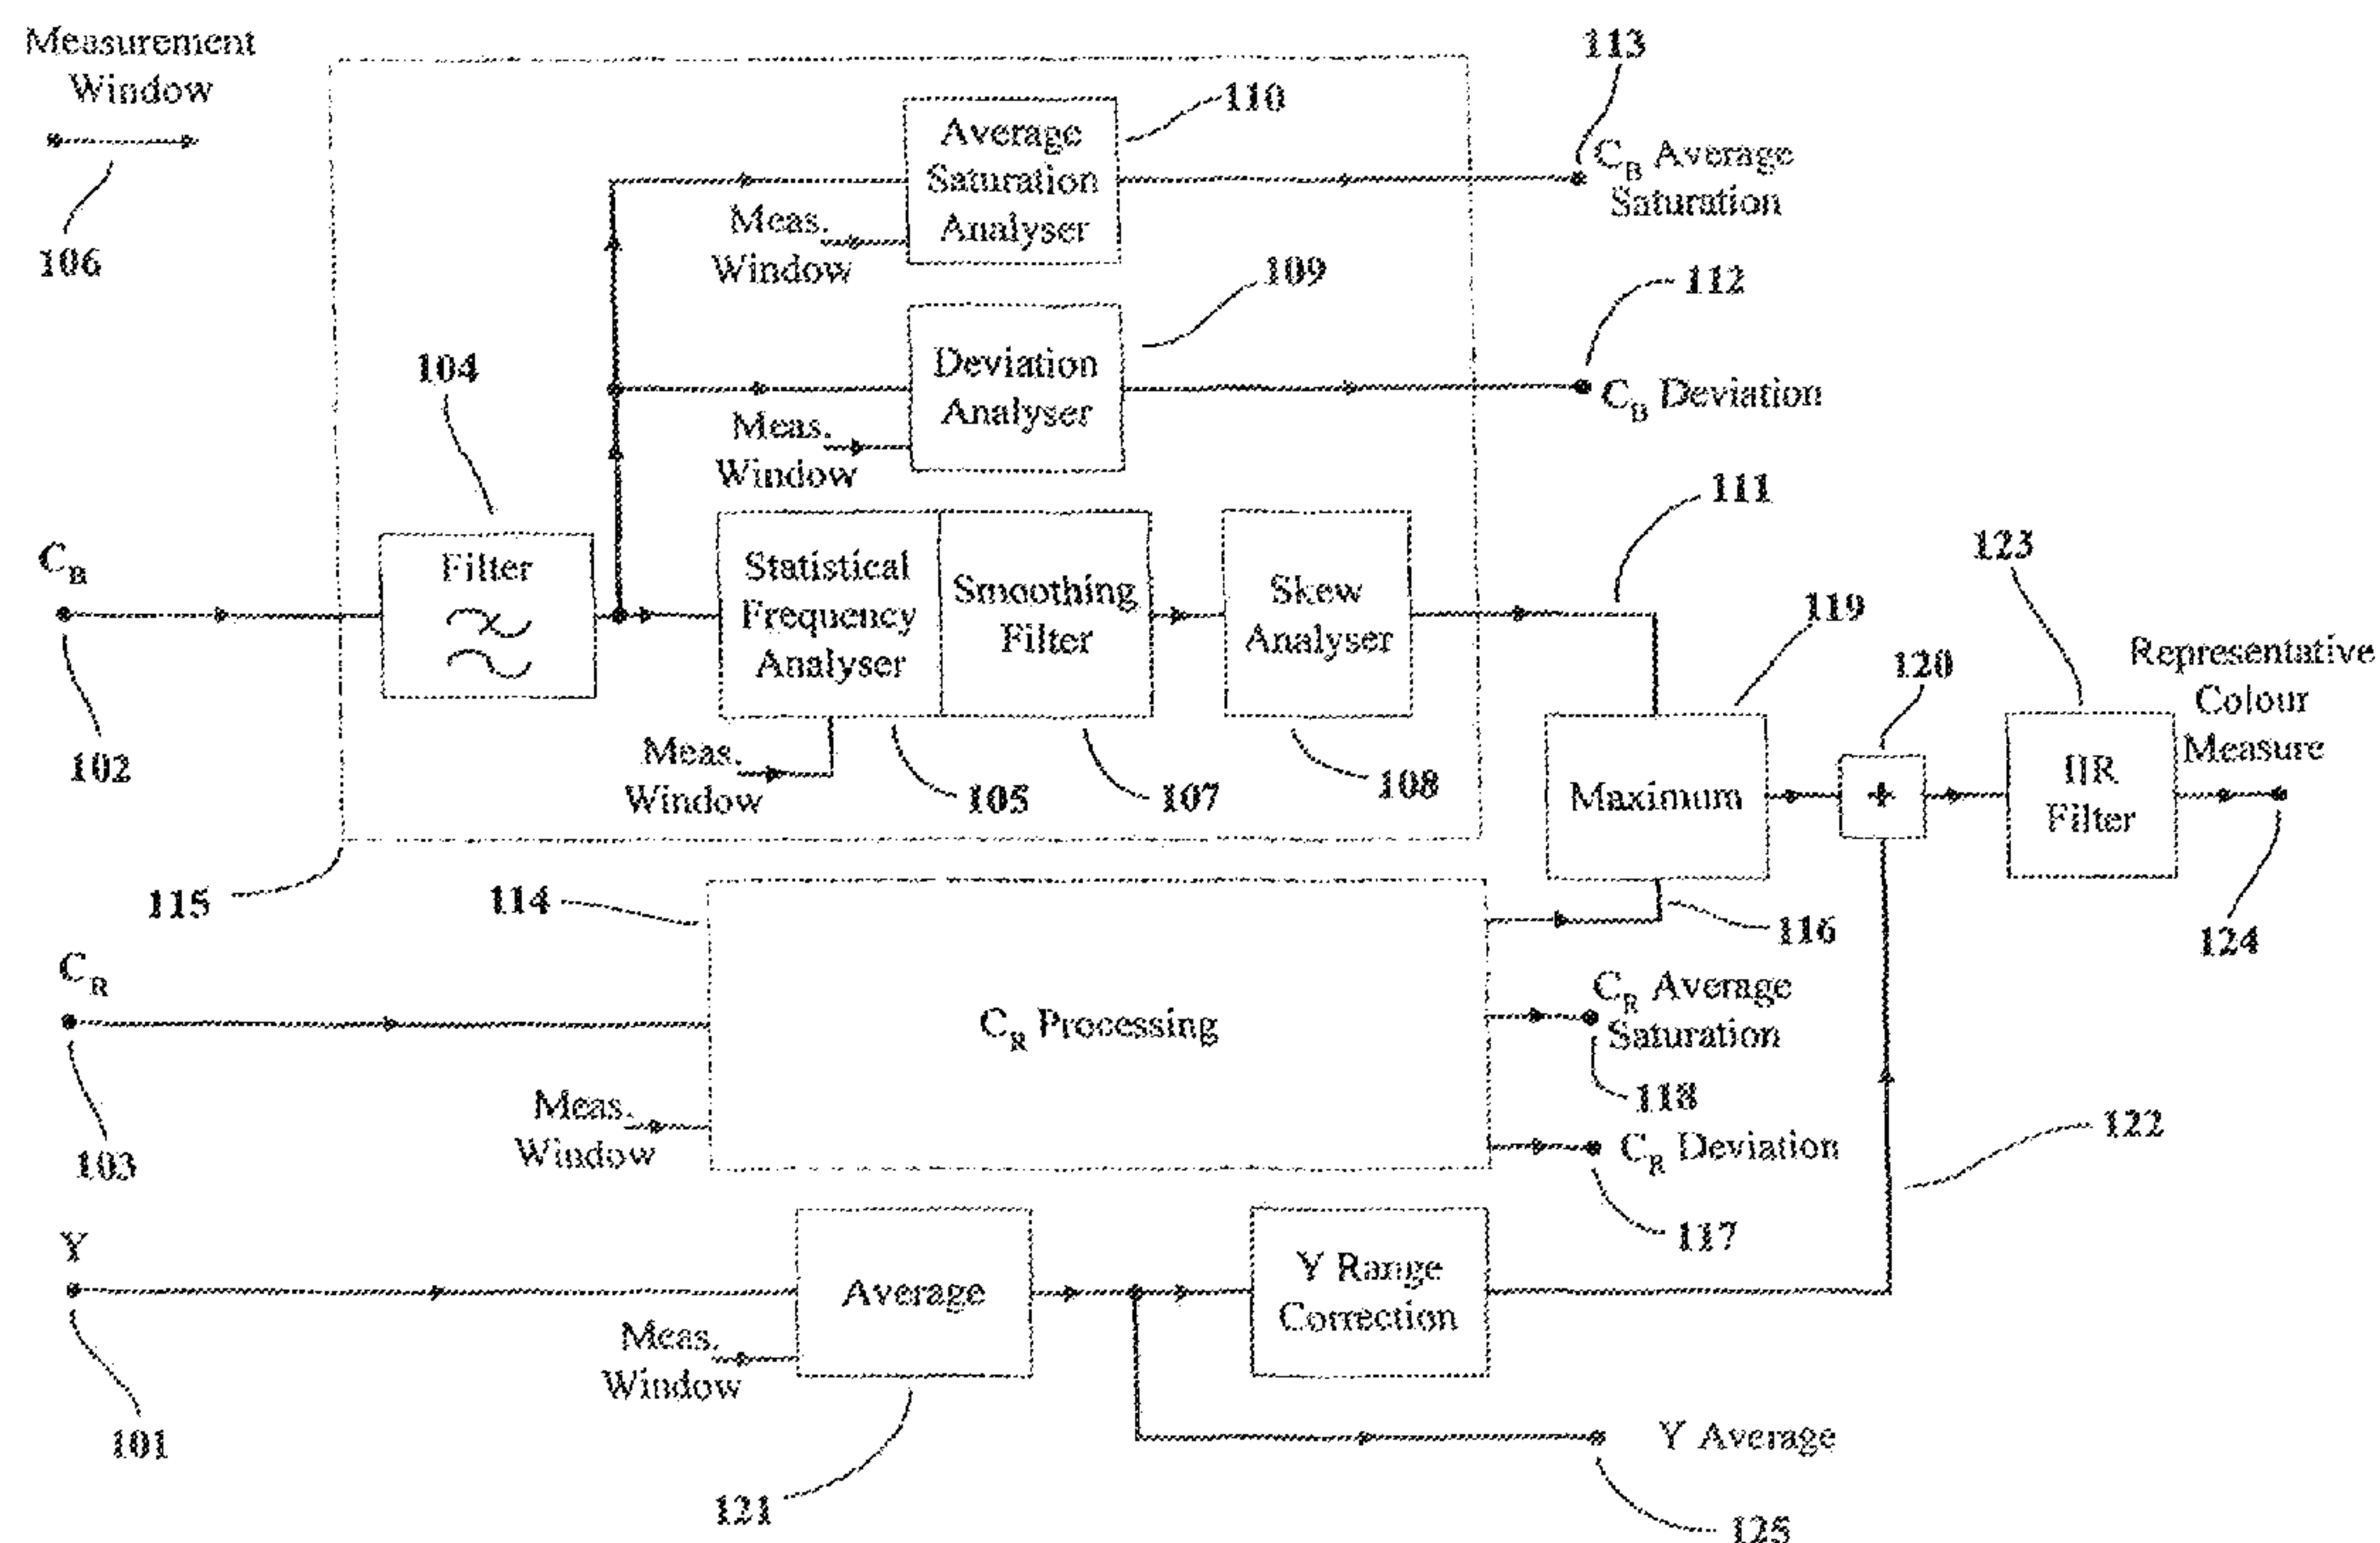 Measurement
Window
106
113
110
Average
Saturation
Analyser
Meas.
Window
C_B Average
Saturation
109
112
Deviation
Analyser
Meas.
Window
C_B Deviation
104
111
C_B
102
Filter
Statistical
Frequency
Analyser
Smoothing
Filter
Skew
Analyser
Meas.
Window
105
107
108
115
119
120
123
Representative
Colour
Measure
Maximum
+
IIR
Filter
124
114
116
C_R
103
C_R Processing
Meas.
Window
C_R Average
Saturation
118
C_R Deviation
117
122
Y
101
Average
Meas.
Window
121
Y Range
Correction
Y Average
125